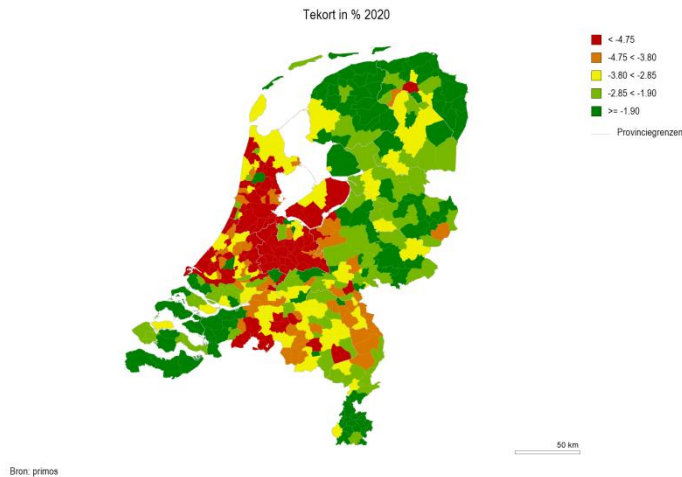 Tekort in % 2020
< -4.75
-4.75 < -3.80
-3.80 < -2.85
-2.85 < -1.90
>= -1.90
Provinciegrenzen
50 km
Bron: primos